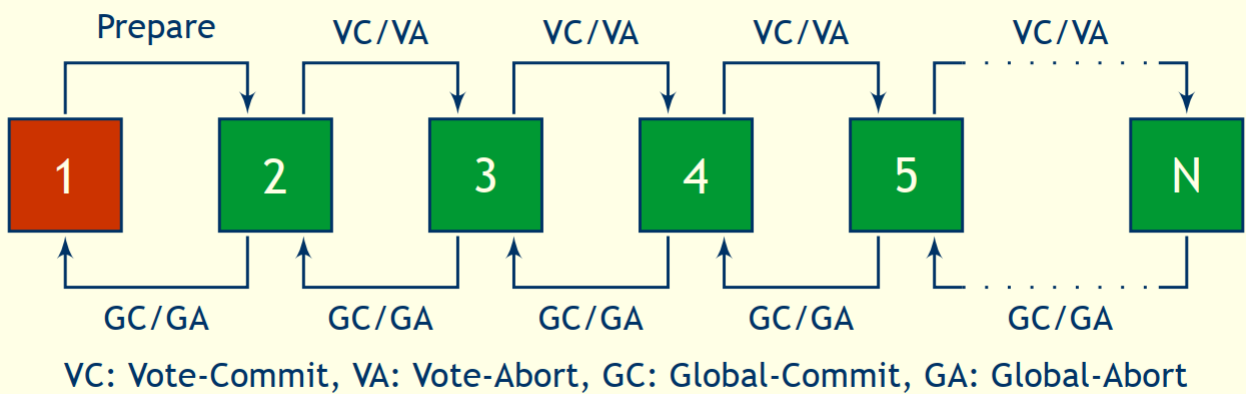 Prepare VC/VA VC/VA VC/VA VC/VA
1 2 3 4 5 N
GC/GA GC/GA GC/GA GC/GA GC/GA
VC: Vote-Commit, VA: Vote-Abort, GC: Global-Commit, GA: Global-Abort